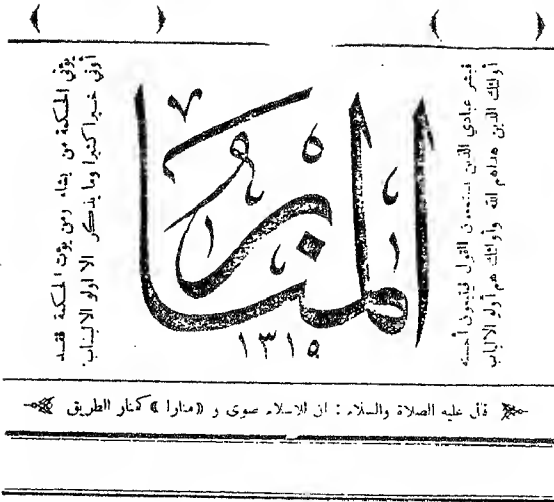 فبشر عبادي الذين يستمعون القول فيتبعون أحسنه
أولئك الذين هداهم الله وأولئك هم أولو الالباب
المنار
١٣١٥
يؤتي الحكمة من يشاء ومن يؤت الحكمة فقد
أوتي خيرا كثيرا وما يذكر الا اولو الالباب
قال عليه الصلاة والسلام : ان للاسلام صوى و «منارا» كمنار الطريق